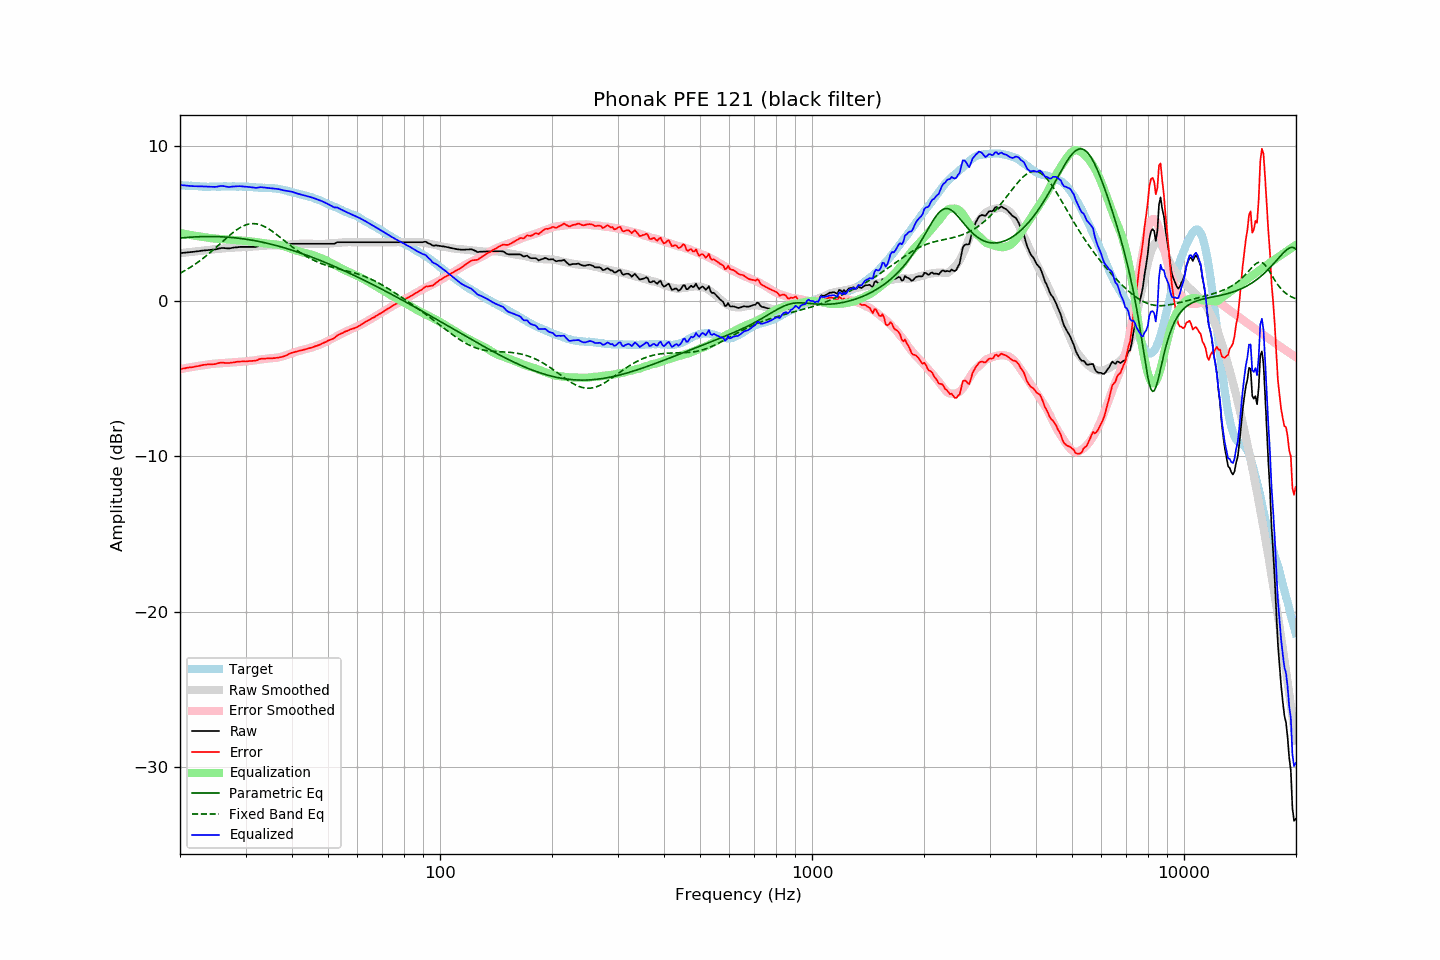 Phonak PFE 121 (black filter)
10
0
−10
−20
−30
Amplitude (dBr)
Target
Raw Smoothed
Error Smoothed
Raw
Error
Equalization
Parametric Eq
Fixed Band Eq
Equalized
100
1000
10000
Frequency (Hz)